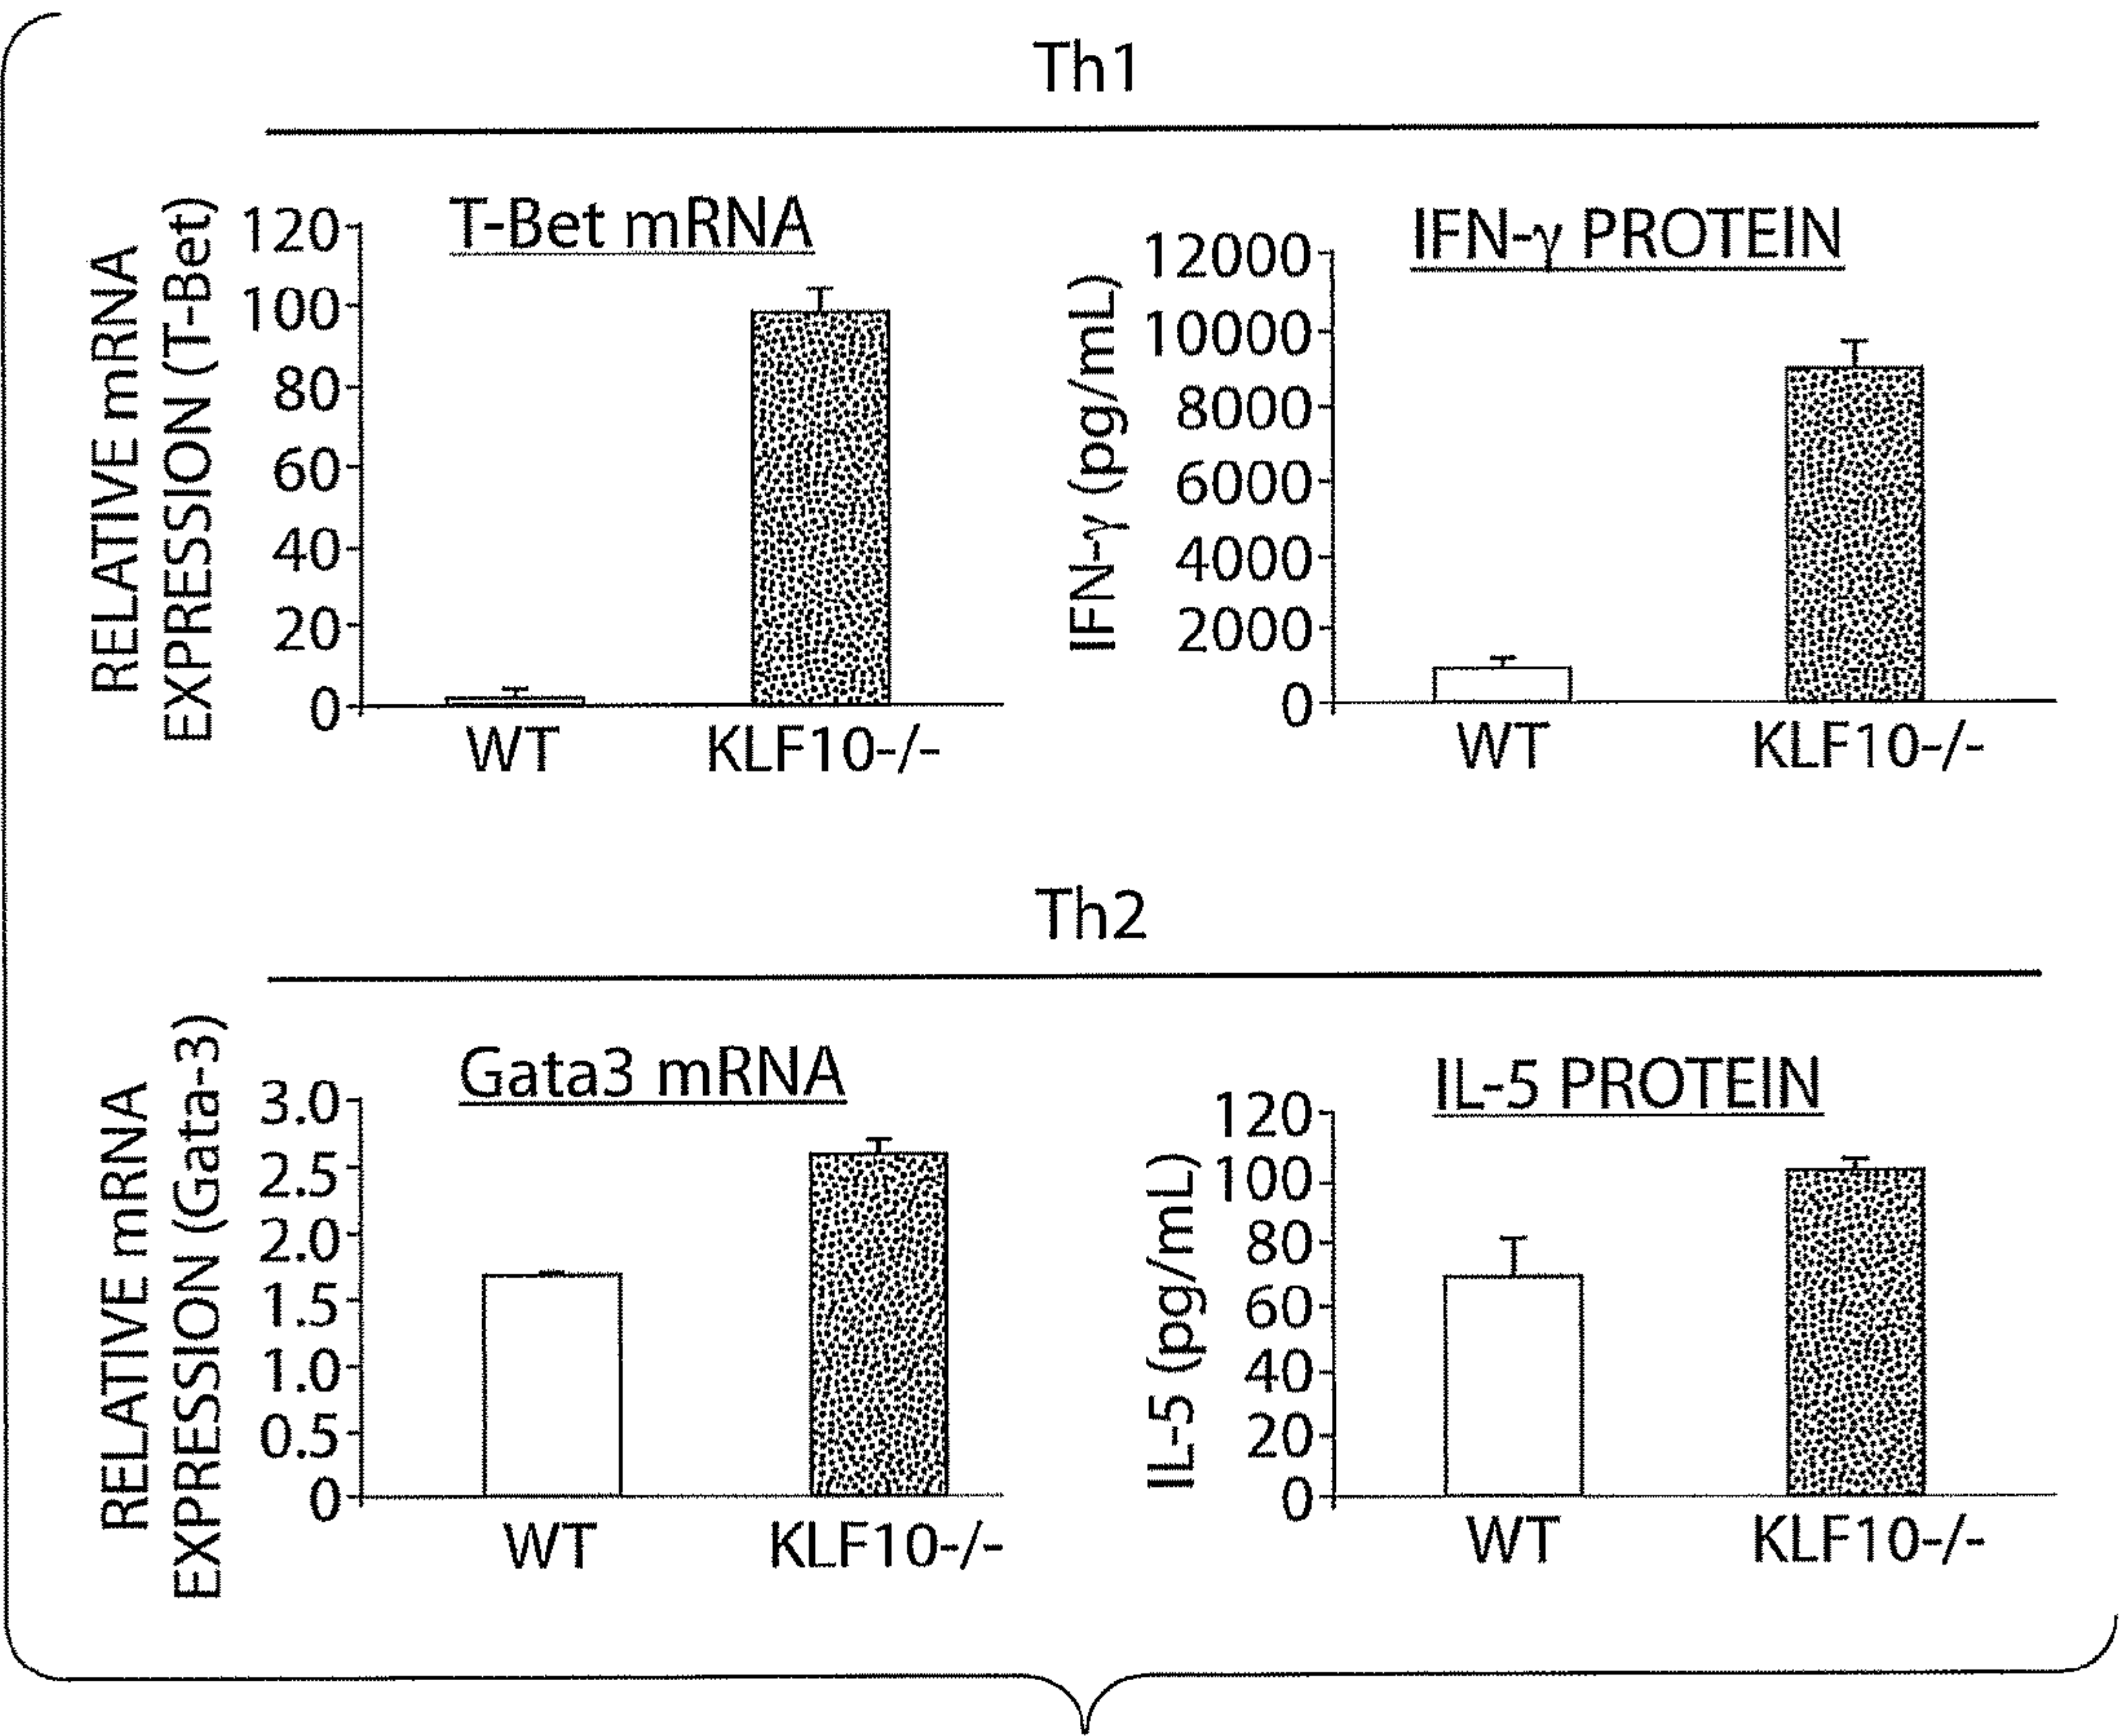 Th1
T-Bet mRNA
RELATIVE mRNA
EXPRESSION (T-Bet)
120
100
80
60
40
20
0
WT KLF10-/-
IFN-γ PROTEIN
IFN-γ (pg/mL)
12000
10000
8000
6000
4000
2000
0
WT KLF10-/-
Th2
Gata3 mRNA
RELATIVE mRNA
EXPRESSION (Gata-3)
3.0
2.5
2.0
1.5
1.0
0.5
0
WT KLF10-/-
IL-5 PROTEIN
IL-5 (pg/mL)
120
100
80
60
40
20
0
WT KLF10-/-